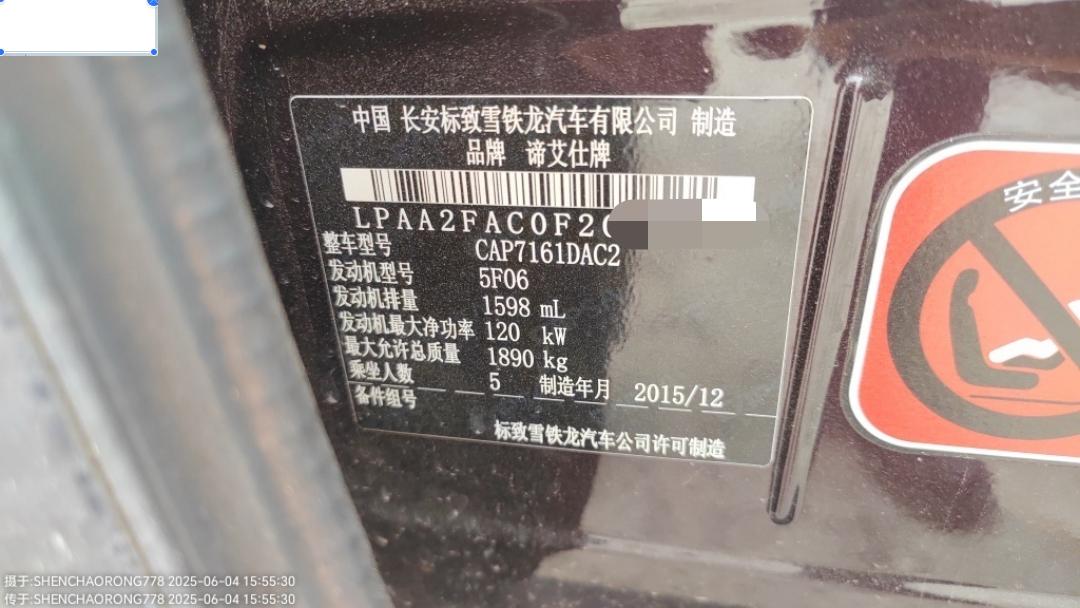 中国 长安标致雪铁龙汽车有限公司 制造
品牌 谛艾仕牌
LPAA2FAC0F2
整车型号 CAP7161DAC2
发动机型号 5F06
发动机排量 1598 mL
发动机最大净功率 120 kW
最大允许总质量 1890 kg
乘坐人数 5 制造年月 2015/12
备件组号
标致雪铁龙汽车公司许可制造
安全
摄于:SHENCHAORONG778 2025-06-04 15:55:30
传于:SHENCHAORONG778 2025-06-04 15:55:30